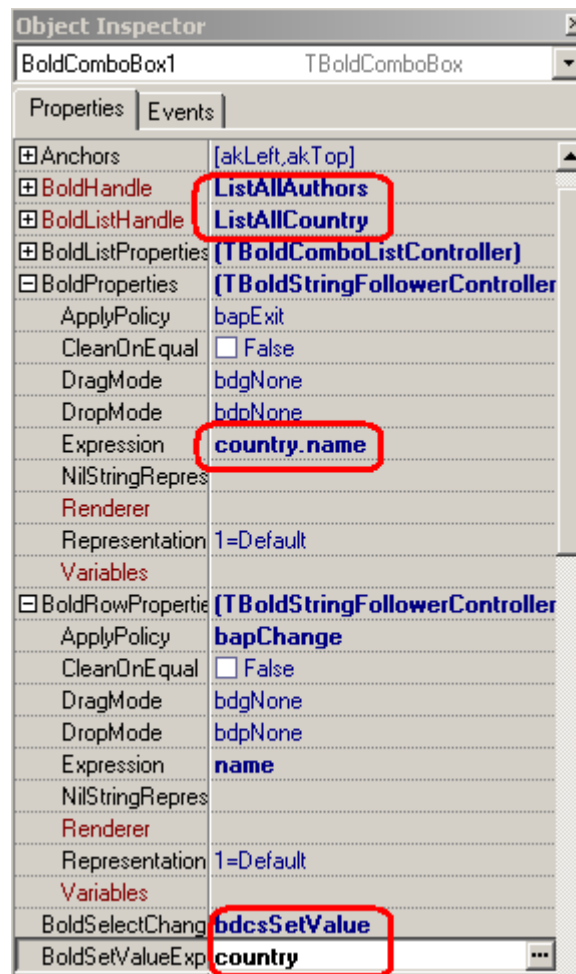 Object Inspector
BoldComboBox1 TBoldComboBox
Properties Events
Anchors [akLeft,akTop]
BoldHandle ListAllAuthors
BoldListHandle ListAllCountry
BoldListProperties (TBoldComboListController)
BoldProperties (TBoldStringFollowerController
ApplyPolicy bapExit
CleanOnEqual False
DragMode bdgNone
DropMode bdpNone
Expression country.name
NilStringRepres
Renderer
Representation 1=Default
Variables
BoldRowPropertie (TBoldStringFollowerController
ApplyPolicy bapChange
CleanOnEqual False
DragMode bdgNone
DropMode bdpNone
Expression name
NilStringRepres
Renderer
Representation 1=Default
Variables
BoldSelectChang bdcsSetValue
BoldSetValueExp country ...